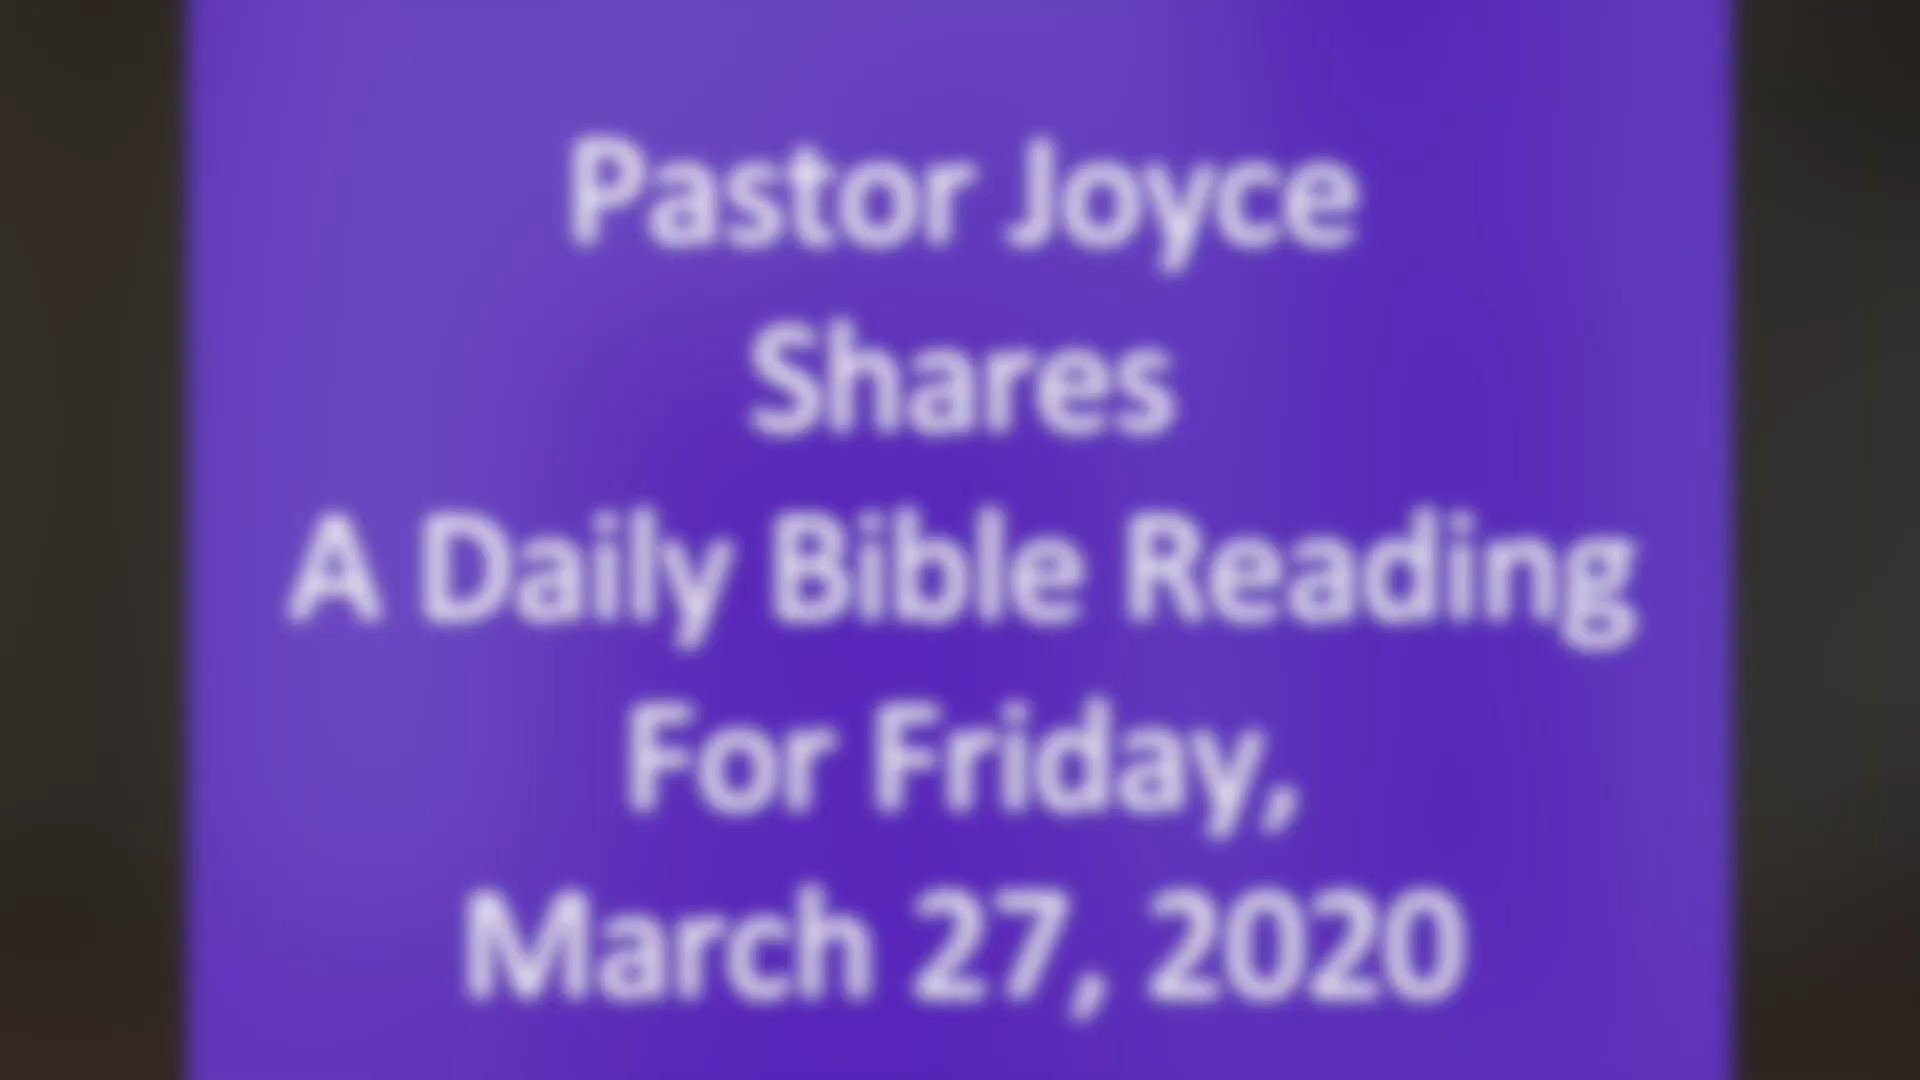 Pastor Joyce
Shares
A Daily Bible Reading
For Friday,
March 27, 2020